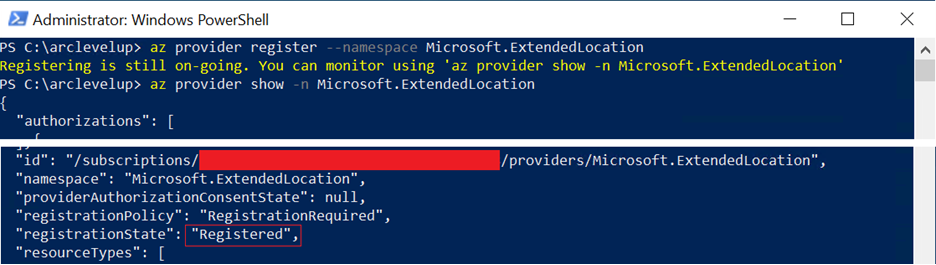 Administrator: Windows PowerShell
PS C:\arclevelup> az provider register --namespace Microsoft.ExtendedLocation
Registering is still on-going. You can monitor using 'az provider show -n Microsoft.ExtendedLocation'
PS C:\arclevelup> az provider show -n Microsoft.ExtendedLocation
{
"authorizations": [
"id": "/subscriptions/ /providers/Microsoft.ExtendedLocation",
"namespace": "Microsoft.ExtendedLocation",
"providerAuthorizationConsentState": null,
"registrationPolicy": "RegistrationRequired",
"registrationState": "Registered",
"resourceTypes": [